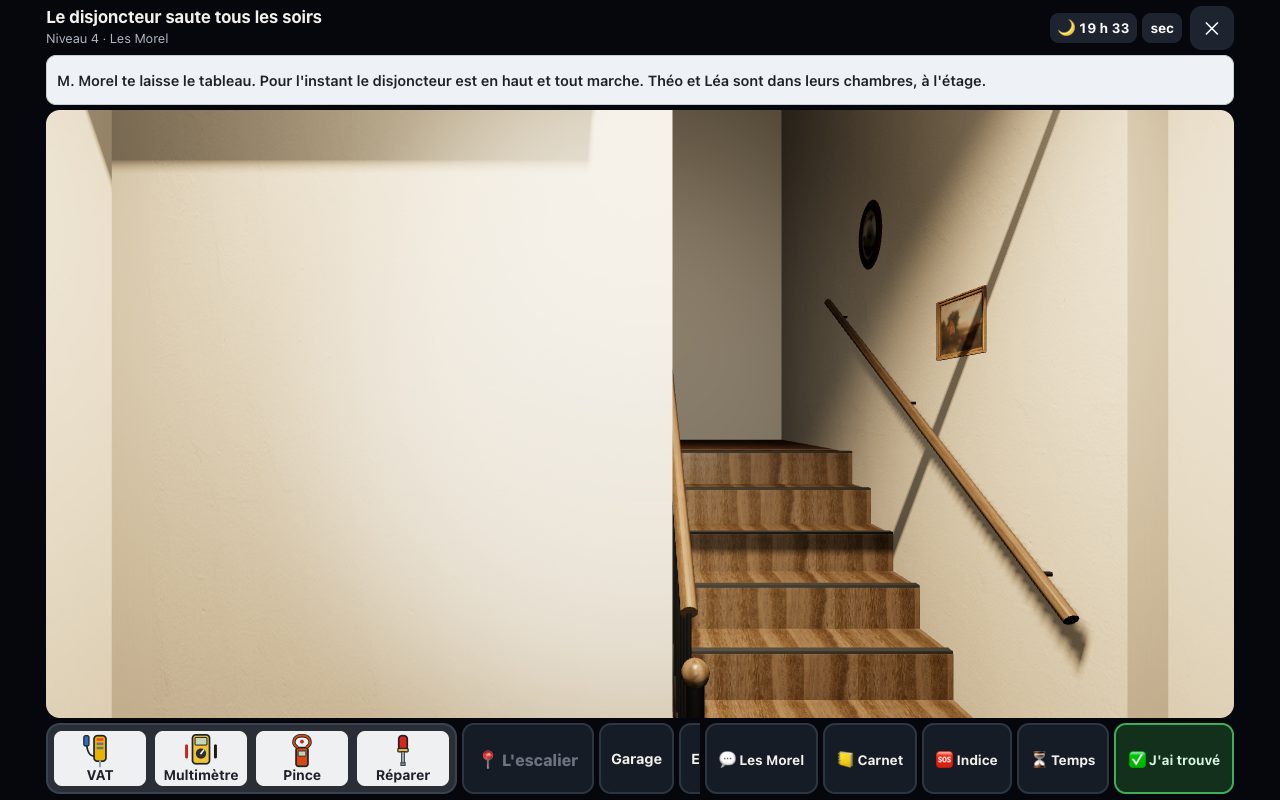 Le disjoncteur saute tous les soirs
Niveau 4 · Les Morel
19 h 33
sec
M. Morel te laisse le tableau. Pour l'instant le disjoncteur est en haut et tout marche. Théo et Léa sont dans leurs chambres, à l'étage.
VAT
Multimètre
Pince
Réparer
L'escalier
Garage
E
Les Morel
Carnet
SOS Indice
Temps
J'ai trouvé